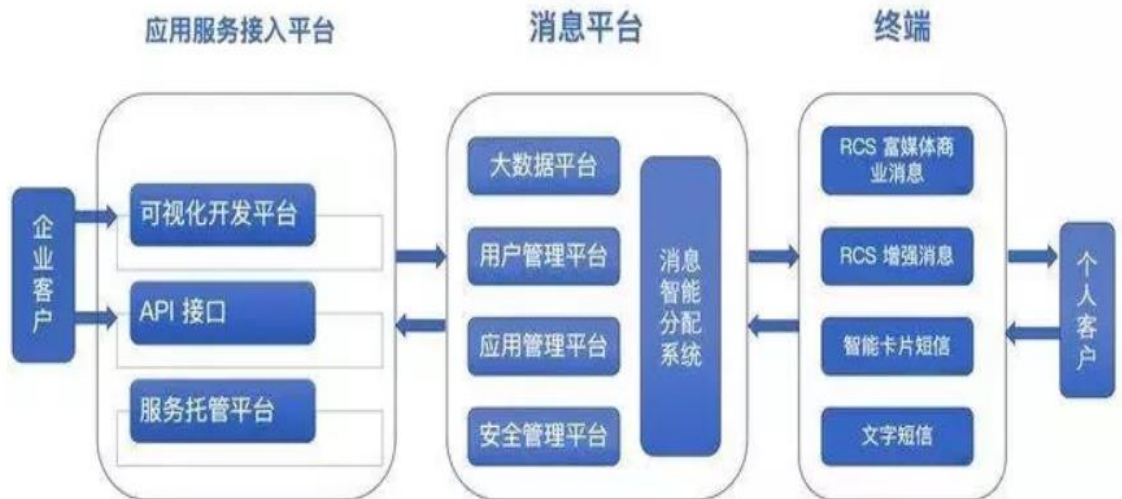 应用服务接入平台
消息平台
终端
企业客户
可视化开发平台
API 接口
服务托管平台
大数据平台
用户管理平台
应用管理平台
安全管理平台
消息
智能
分配
系统
RCS 富媒体商
业消息
RCS 增强消息
智能卡片短信
文字短信
个人客户